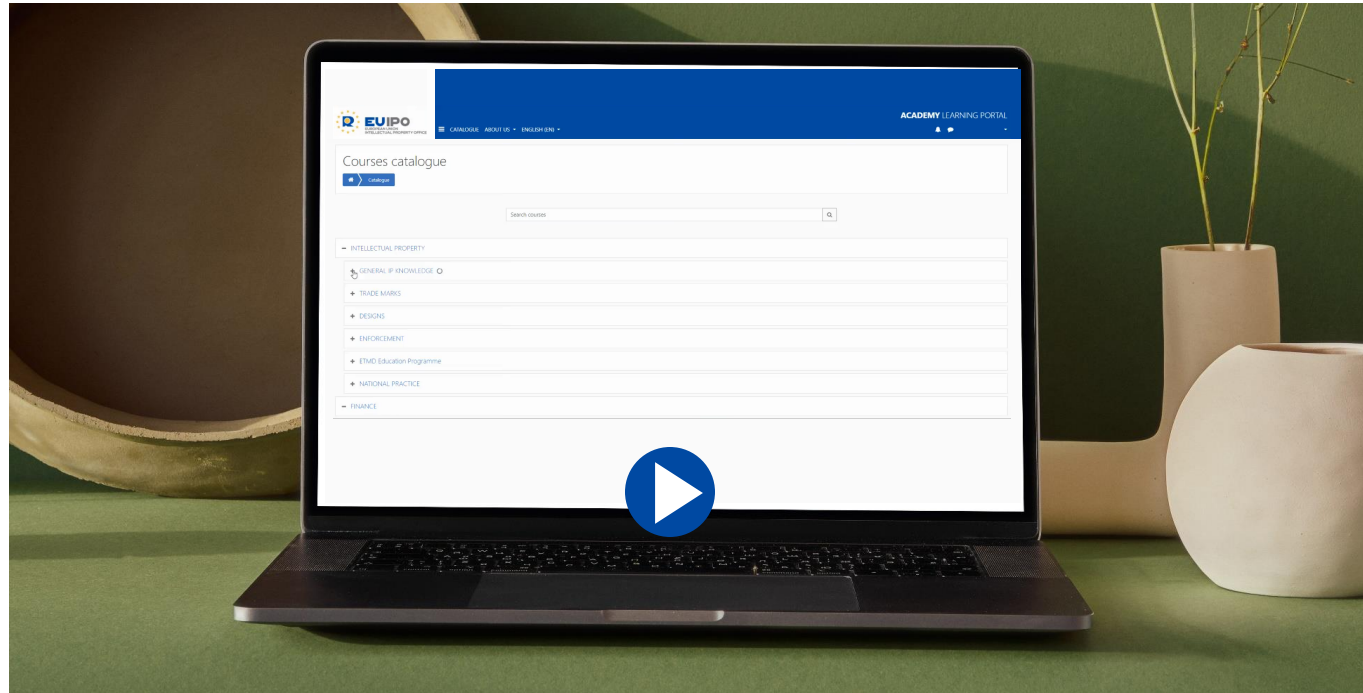 EUIPO
EUROPEAN UNION
INTELLECTUAL PROPERTY OFFICE
CATALOGUE ABOUT US ENGLISH (EN)
ACADEMY LEARNING PORTAL
Courses catalogue
Catalogue
Search courses
INTELLECTUAL PROPERTY
GENERAL IP KNOWLEDGE
TRADE MARKS
DESIGNS
ENFORCEMENT
ETMD Education Programme
NATIONAL PRACTICE
FINANCE